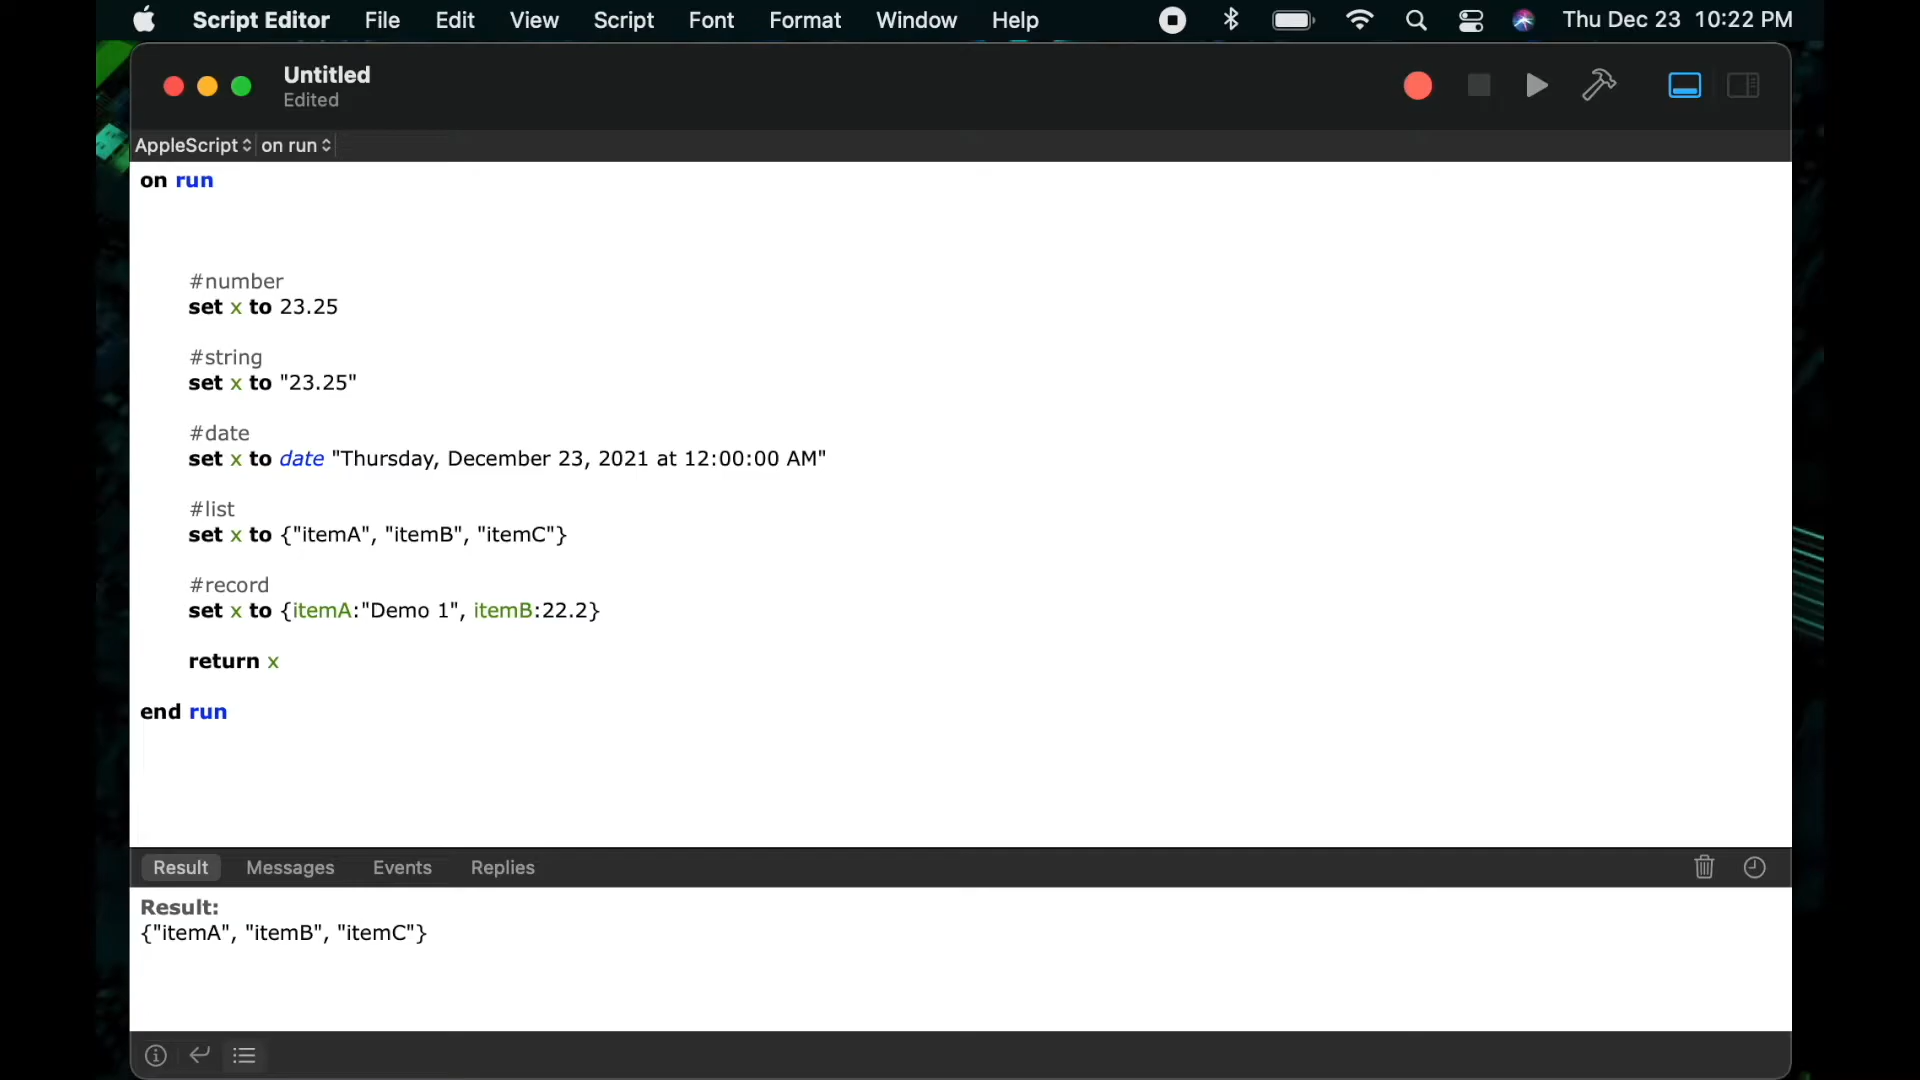 Script Editor File Edit View Script Font Format Window Help Thu Dec 23 10:22 PM
Untitled
Edited
AppleScript on run
on run
#number
set x to 23.25
#string
set x to "23.25"
#date
set x to date "Thursday, December 23, 2021 at 12:00:00 AM"
#list
set x to {"itemA", "itemB", "itemC"}
#record
set x to {itemA:"Demo 1", itemB:22.2}
return x
end run
Result Messages Events Replies
Result:
{"itemA", "itemB", "itemC"}